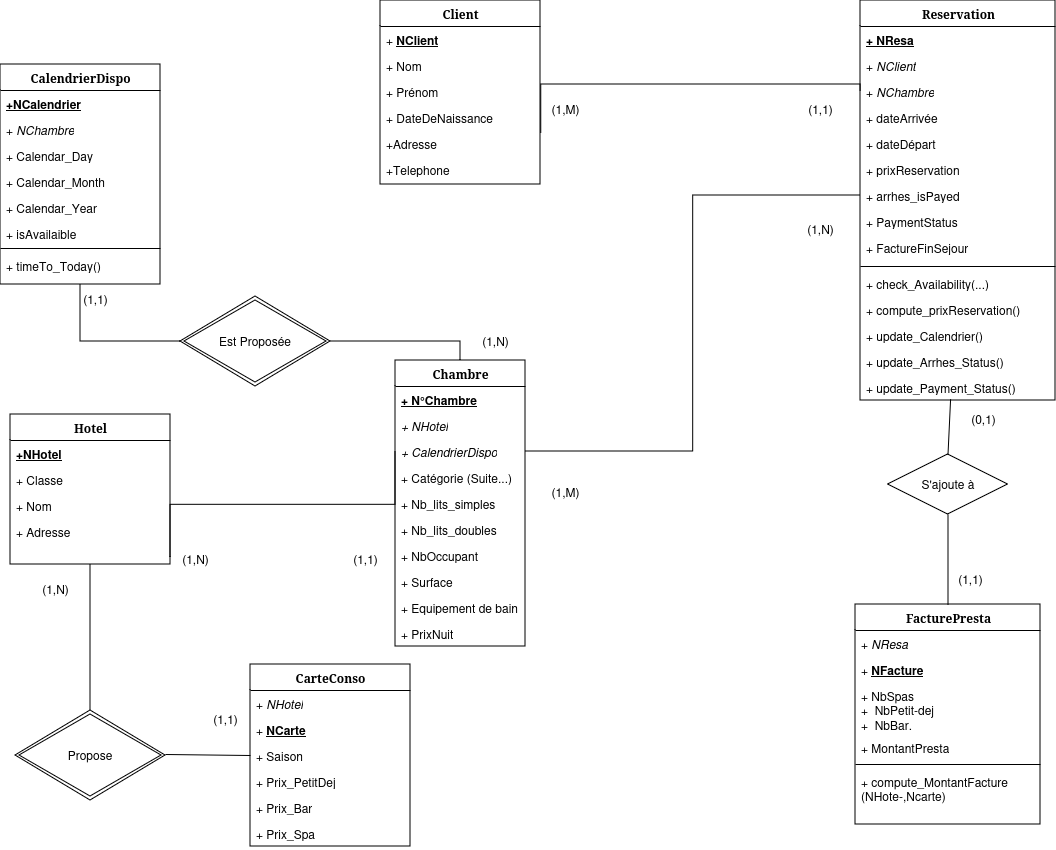 Client
+ NClient
+ Nom
+ Prénom
+ DateDeNaissance
+Adresse
+Telephone
(1,M)
(1,1)
Reservation
+ NResa
+ NClient
+ NChambre
+ dateArrivée
+ dateDépart
+ prixReservation
+ arrhes_isPayed
+ PaymentStatus
+ FactureFinSejour
+ check_Availability(...)
+ compute_prixReservation()
+ update_Calendrier()
+ update_Arrhes_Status()
+ update_Payment_Status()
(1,N)
(0,1)
CalendrierDispo
+NCalendrier
+ NChambre
+ Calendar_Day
+ Calendar_Month
+ Calendar_Year
+ isAvailaible
+ timeTo_Today()
(1,1)
Est Proposée
(1,N)
Chambre
+ N°Chambre
+ NHotel
+ CalendrierDispo
+ Catégorie (Suite...)
+ Nb_lits_simples
+ Nb_lits_doubles
+ NbOccupant
+ Surface
+ Equipement de bain
+ PrixNuit
(1,M)
(1,1)
Hotel
+NHotel
+ Classe
+ Nom
+ Adresse
(1,N)
(1,N)
S'ajoute à
(1,1)
FacturePresta
+ NResa
+ NFacture
+ NbSpas
+ NbPetit-dej
+ NbBar.
+ MontantPresta
+ compute_MontantFacture
(NHote-,Ncarte)
Propose
(1,1)
CarteConso
+ NHotel
+ NCarte
+ Saison
+ Prix_PetitDej
+ Prix_Bar
+ Prix_Spa